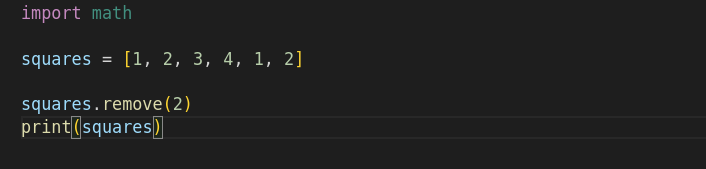 import math
squares = [1, 2, 3, 4, 1, 2]
squares.remove(2)
print(squares)